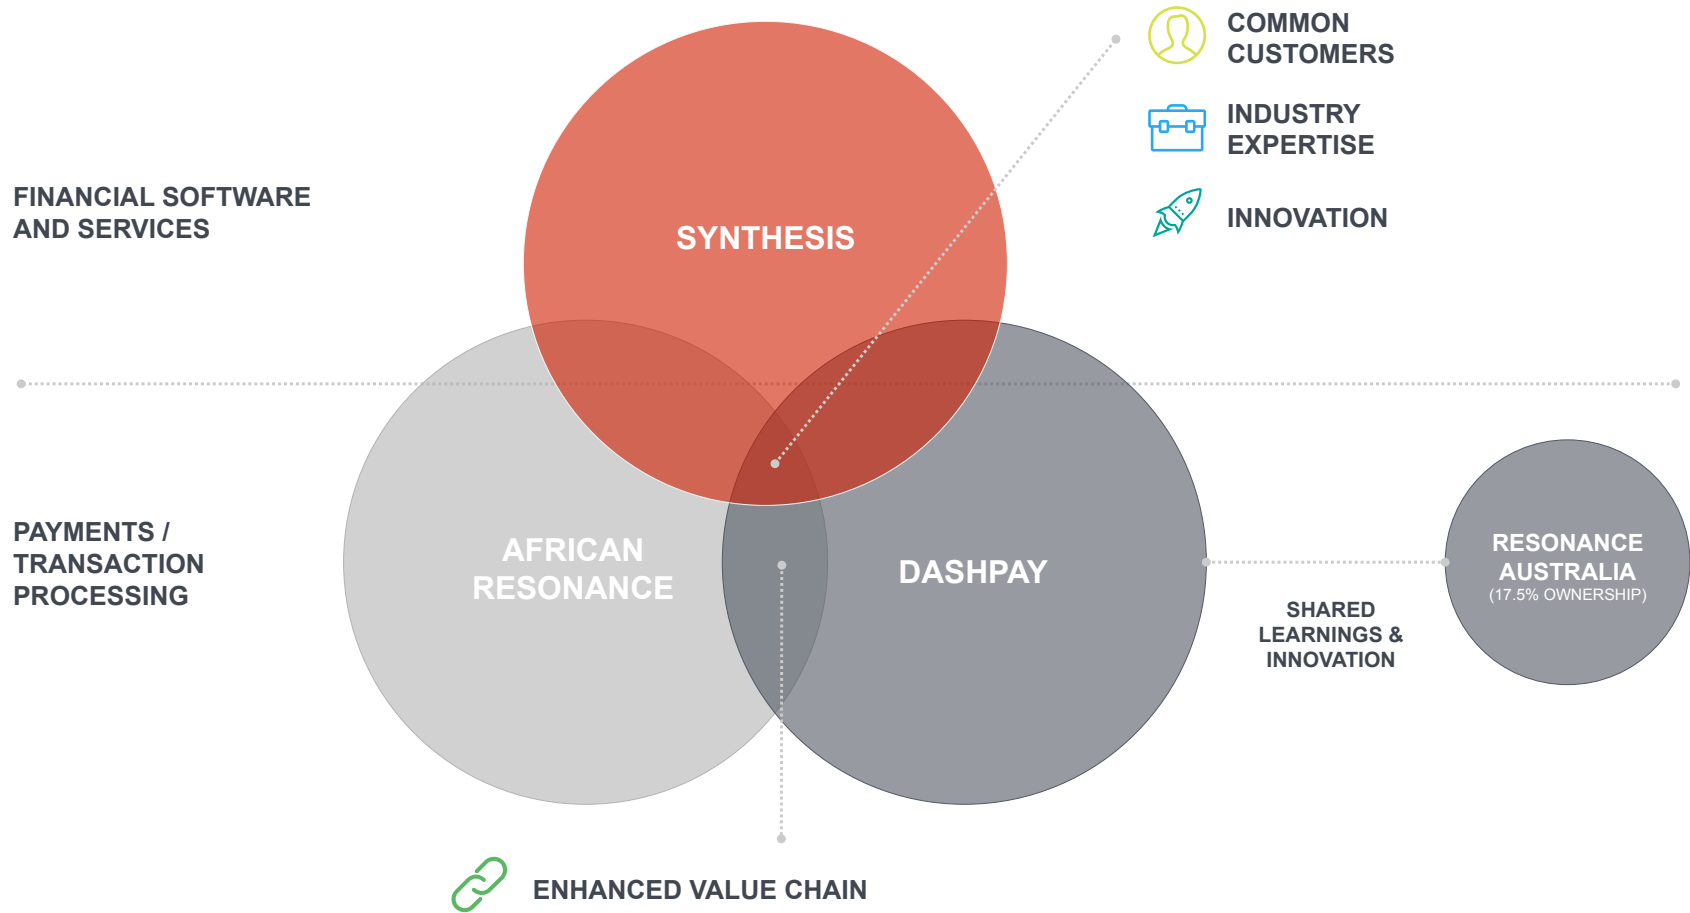 COMMON
CUSTOMERS
INDUSTRY
EXPERTISE
INNOVATION
FINANCIAL SOFTWARE
AND SERVICES
SYNTHESIS
PAYMENTS /
TRANSACTION
PROCESSING
AFRICAN
RESONANCE
DASHPAY
SHARED
LEARNINGS &
INNOVATION
RESONANCE
AUSTRALIA
(17.5% OWNERSHIP)
ENHANCED VALUE CHAIN